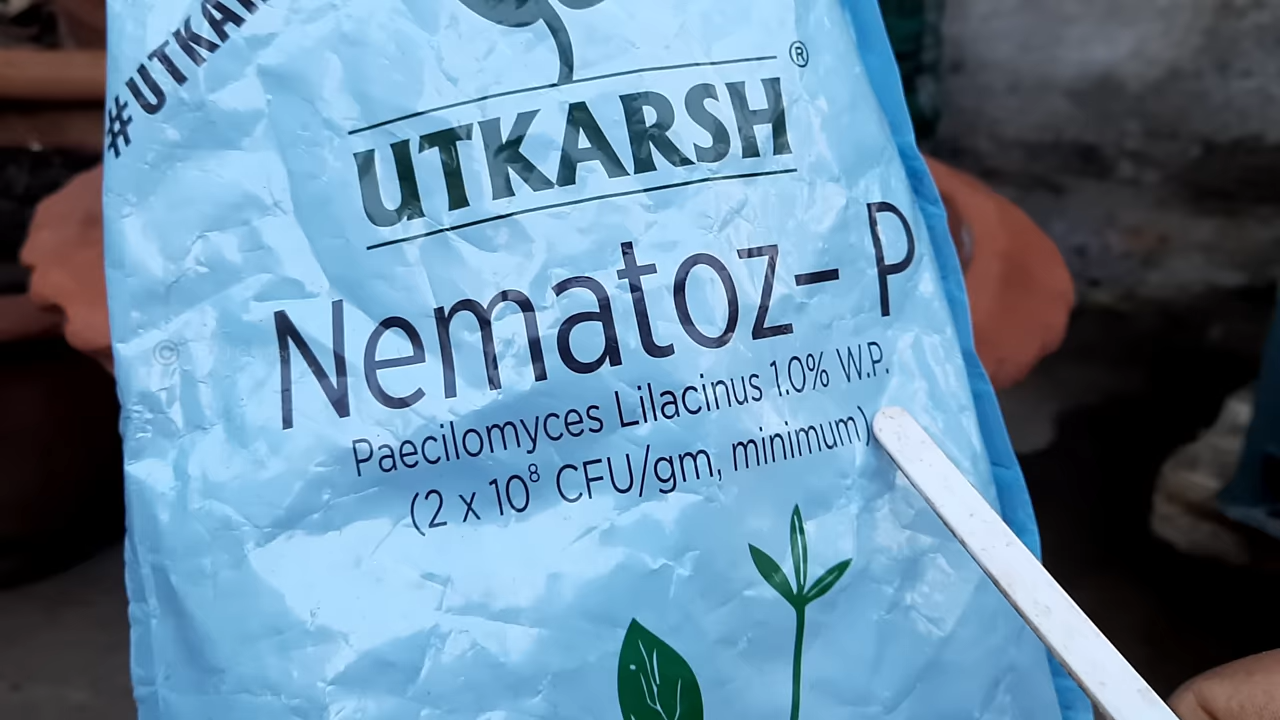 #UTKAR
UTKARSH®
Nematoz- P
Paecilomyces Lilacinus 1.0% W.P.
(2 x 10⁸ CFU/gm, minimum)